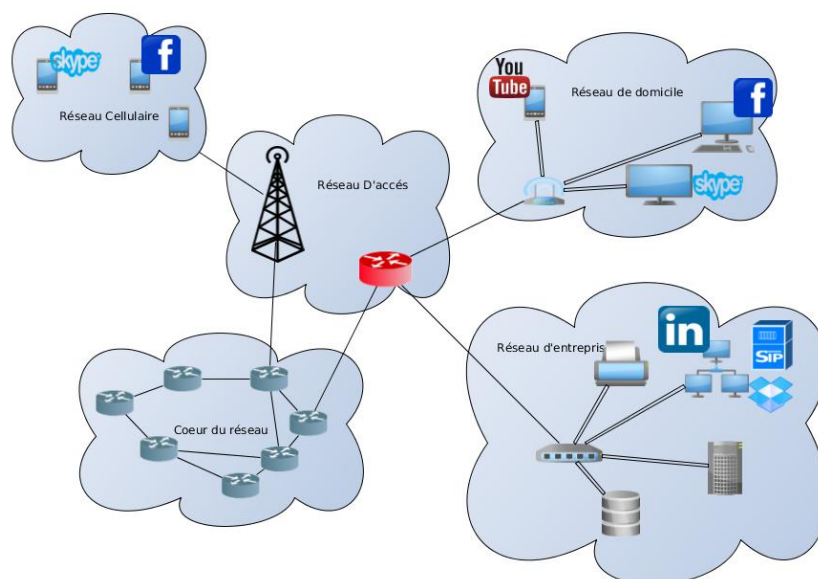 skype
f
Réseau Cellulaire
You
Tube
Réseau de domicile
f
skype
Réseau D'accés
Coeur du réseau
Réseau d'entrepris
in
SIP